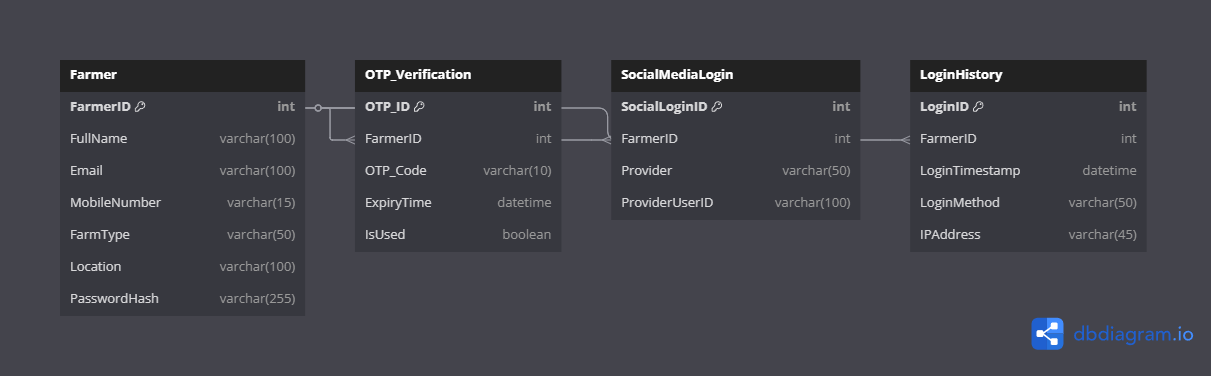 Farmer
FarmerID int
FullName varchar(100)
Email varchar(100)
MobileNumber varchar(15)
FarmType varchar(50)
Location varchar(100)
PasswordHash varchar(255)
OTP_Verification
OTP_ID int
FarmerID int
OTP_Code varchar(10)
ExpiryTime datetime
IsUsed boolean
SocialMediaLogin
SocialLoginID int
FarmerID int
Provider varchar(50)
ProviderUserID varchar(100)
LoginHistory
LoginID int
FarmerID int
LoginTimestamp datetime
LoginMethod varchar(50)
IPAddress varchar(45)
dbdiagram.io